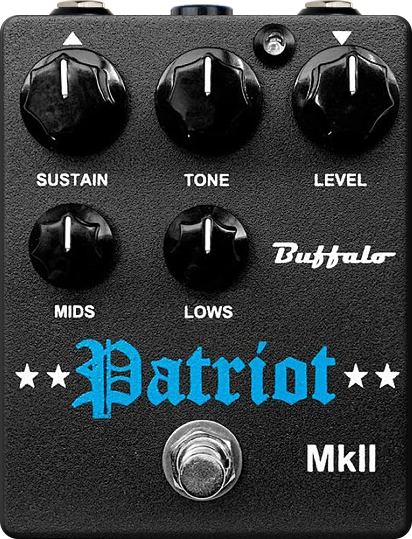 SUSTAIN TONE LEVEL
Buffalo
MIDS LOWS
Patriot
MkII